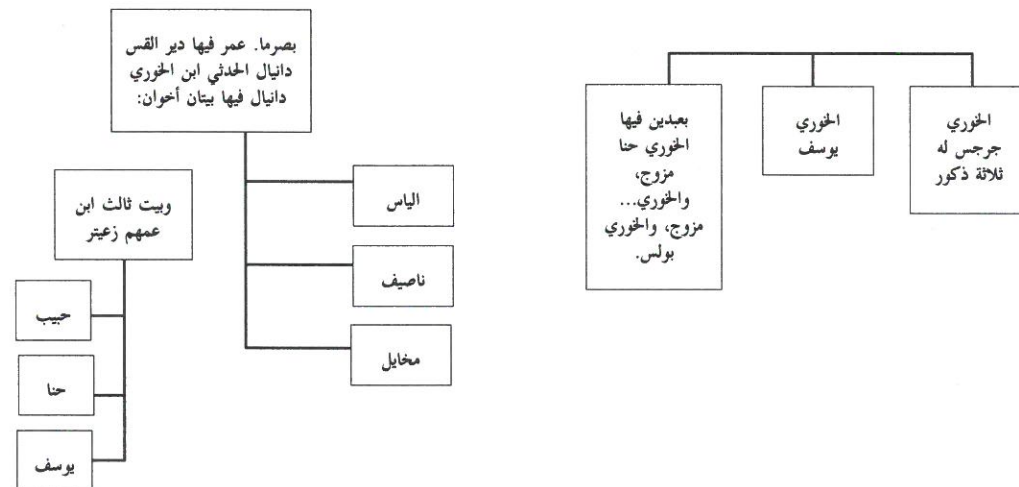 الخوري
جرجس له
ثلاثة ذكور
الخوري
يوسف
بعبدين فيها
الخوري حنا
مزوج،
والخوري...
مزوج، والخوري
بولس.
بصرما. عمر فيها دير القس
دانيال الحدثي ابن الخوري
دانيال فيها بيتان أخوان:
الياس
ناصيف
مخايل
وبيت ثالث ابن
عمهم زعيتر
حبيب
حنا
يوسف